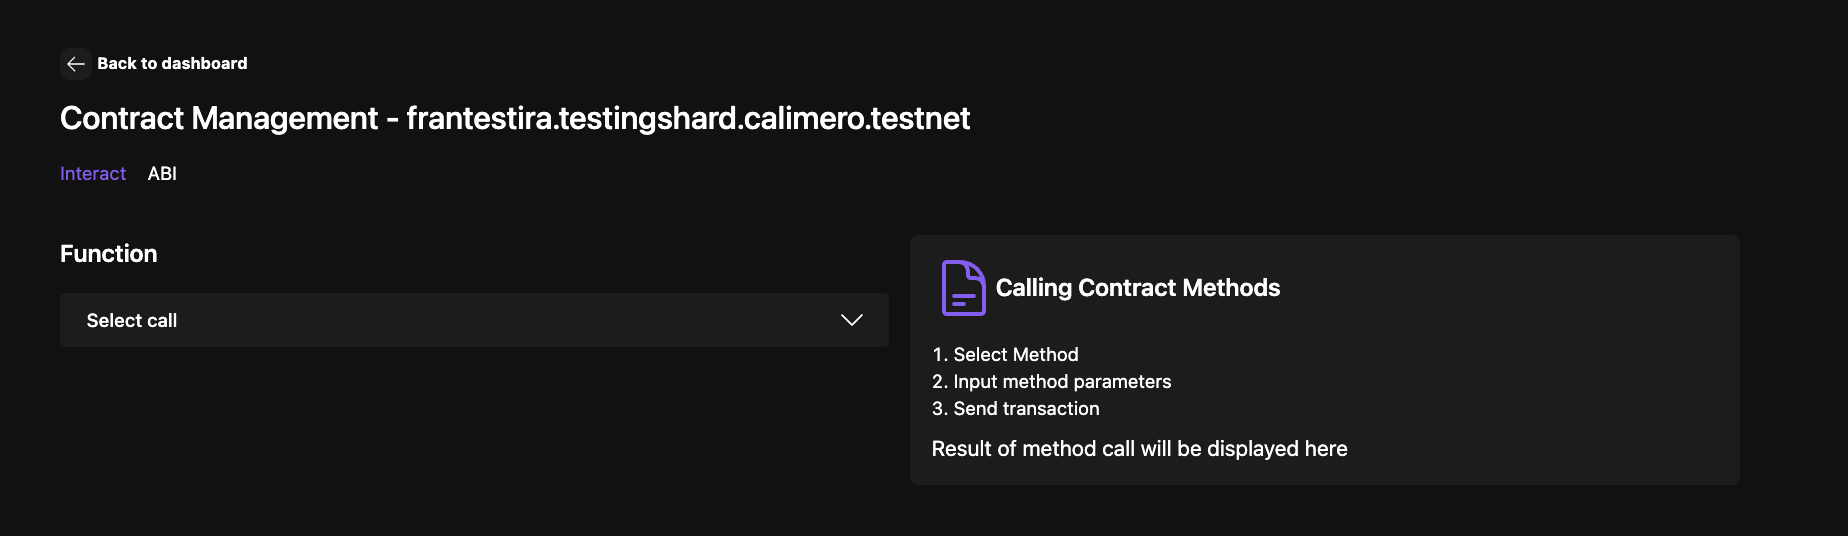 Back to dashboard
Contract Management - frantestira.testingshard.calimero.testnet
Interact ABI
Function
Select call
Calling Contract Methods
1. Select Method
2. Input method parameters
3. Send transaction
Result of method call will be displayed here